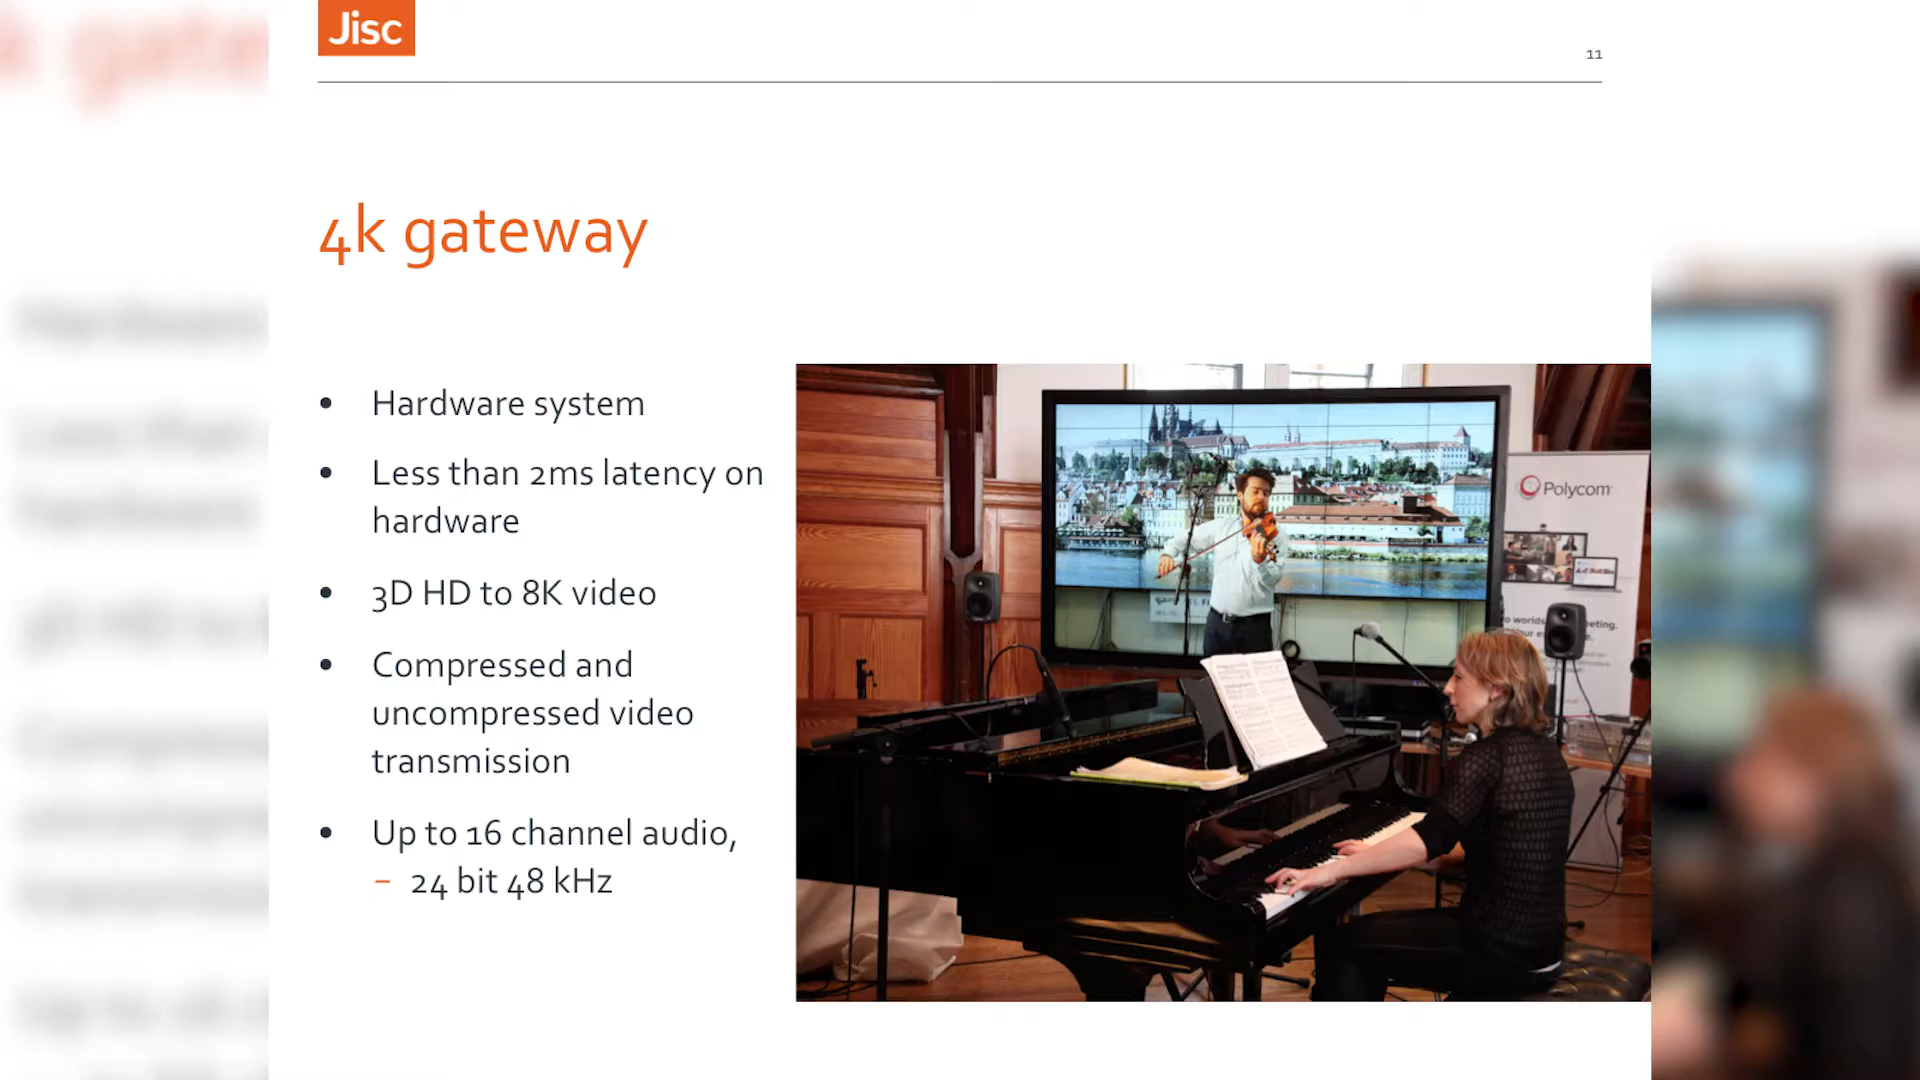 Jisc
11
4k gateway
• Hardware system
• Less than 2ms latency on
hardware
• 3D HD to 8K video
• Compressed and
uncompressed video
transmission
• Up to 16 channel audio,
– 24 bit 48 kHz
Polycom